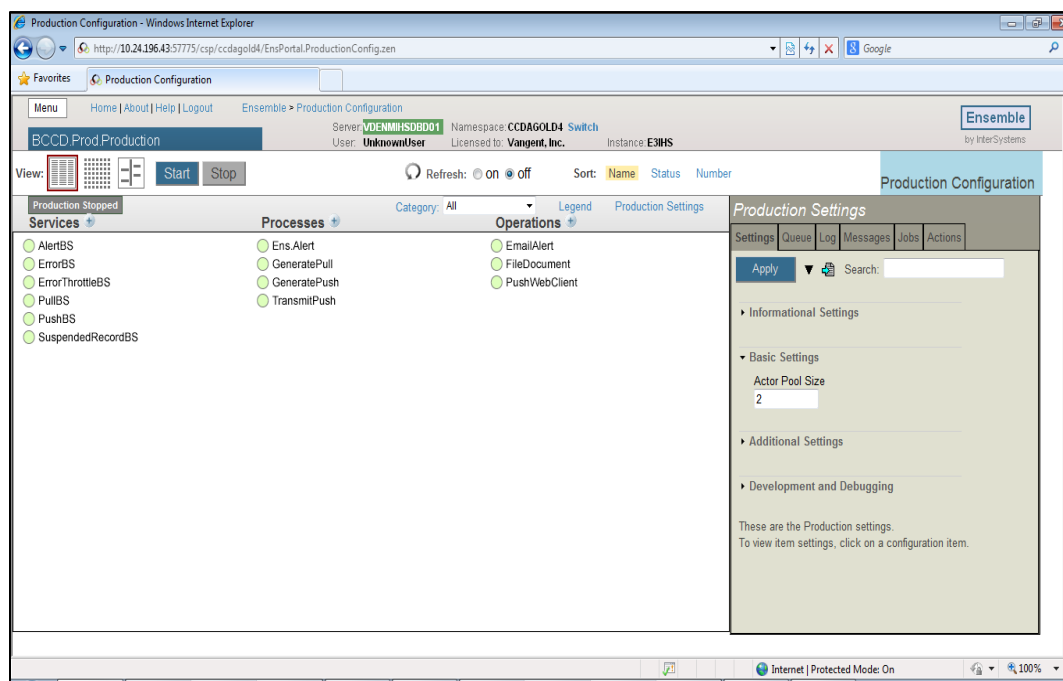 Production Configuration - Windows Internet Explorer
http://10.24.196.43:57775/csp/ccdagold4/EnsPortal.ProductionConfig.zen
Google
Favorites
Production Configuration
Menu
Home | About | Help | Logout
Ensemble > Production Configuration
Server: VDENMIHSDBD01 Namespace: CCDAGOLD4 Switch
User: UnknownUser Licensed to: Vangent, Inc. Instance: E3IHS
BCCD.Prod.Production
Ensemble
by InterSystems
View:
Start
Stop
Refresh: on off
Sort: Name Status Number
Production Configuration
Production Stopped
Category: All
Legend
Production Settings
Services
Processes
Operations
AlertBS
ErrorBS
ErrorThrottleBS
PullBS
PushBS
SuspendedRecordBS
Ens.Alert
GeneratePull
GeneratePush
TransmitPush
EmailAlert
FileDocument
PushWebClient
Production Settings
Settings Queue Log Messages Jobs Actions
Apply
Search:
Informational Settings
Basic Settings
Actor Pool Size
2
Additional Settings
Development and Debugging
These are the Production settings.
To view item settings, click on a configuration item.
Internet | Protected Mode: On
100%